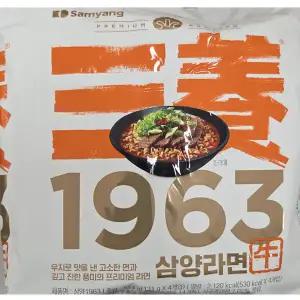 Samyang
PREMIUM
三養
1963
삼양라면
牛
우지로 맛을 낸 고소한 면과
깊고 진한 풍미의 프리미엄 라면